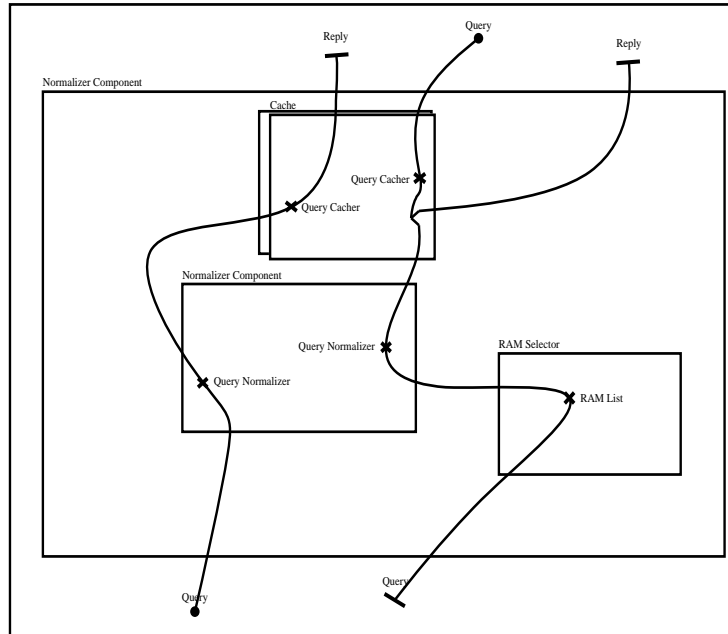 Query
Reply
Reply
Normalizer Component
Cache
Query Cacher
Query Cacher
Normalizer Component
Query Normalizer
RAM Selector
Query Normalizer
RAM List
Query
Query